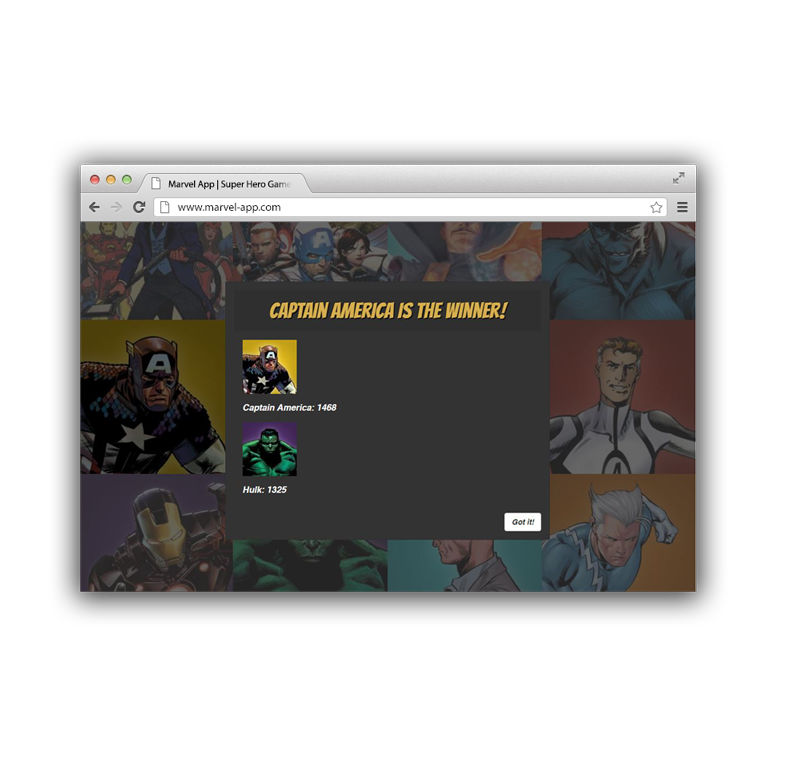 Marvel App | Super Hero Game
www.marvel-app.com
CAPTAIN AMERICA IS THE WINNER!
A
A
Captain America: 1468
Hulk: 1325
Got it!